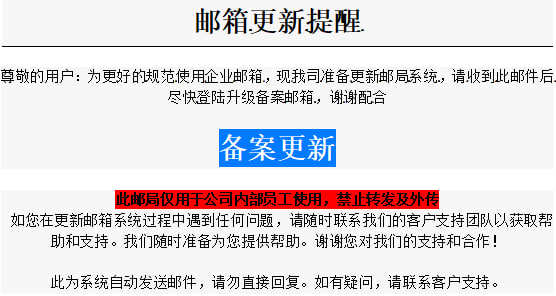 邮箱更新提醒.
尊敬的用户：为更好的规范使用企业邮箱.，现我司准备更新邮局系统.，请.收到此邮件后.
尽快登陆升级备案邮箱.，谢谢配合
备案更新
此邮局仅用于公司内部员工使用，禁止转发及外传
如您在更新邮箱系统过程中遇到任何问题，请随时联系我们的客户支持团队以获取帮
助和支持。我们随时准备为您提供帮助。谢谢您对我们的支持和合作！
此为系统自动发送邮件，请勿直接回复。如有疑问，请联系客户支持。